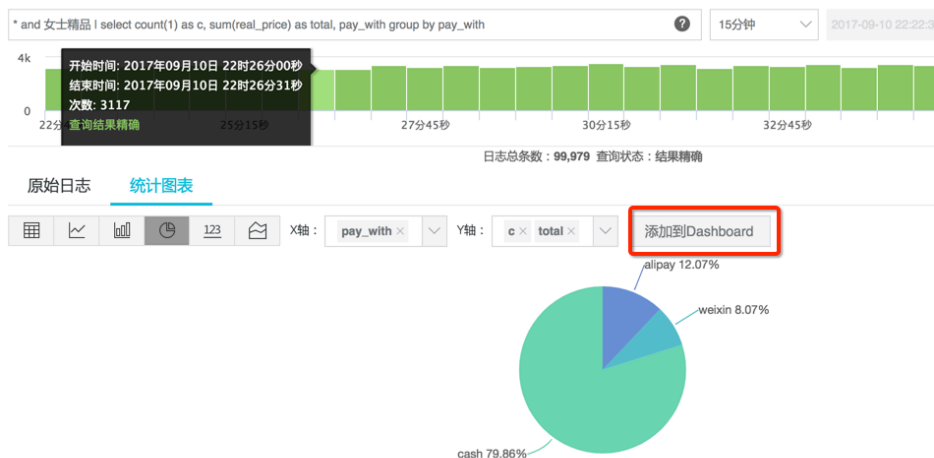 * and 女士精品 | select count(1) as c, sum(real_price) as total, pay_with group by pay_with
?
15分钟
2017-09-10 22:22:3
4k
开始时间: 2017年09月10日 22时26分00秒
结束时间: 2017年09月10日 22时26分31秒
次数: 3117
查询结果精确
0
22分4
25分15秒
27分45秒
30分15秒
32分45秒
日志总条数：99,979 查询状态：结果精确
原始日志
统计图表
123
X轴：
pay_with ×
Y轴：
c × total ×
添加到Dashboard
alipay 12.07%
weixin 8.07%
cash 79.86%